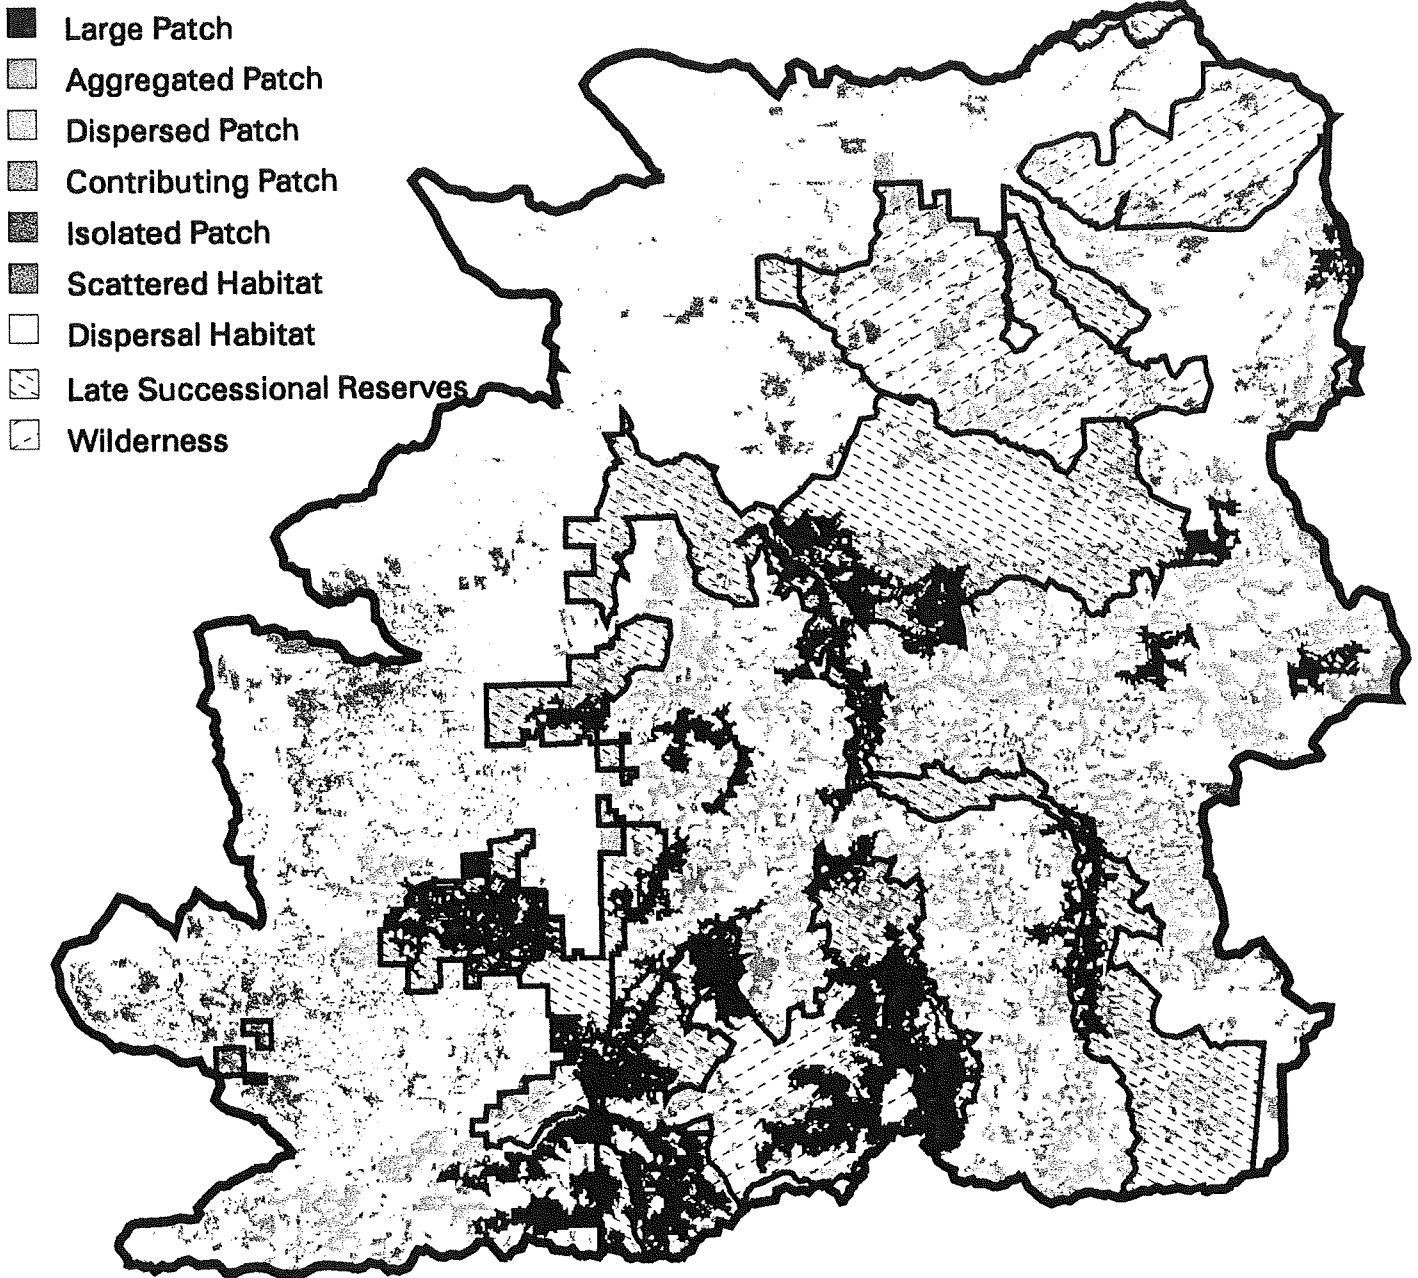 Large Patch
Aggregated Patch
Dispersed Patch
Contributing Patch
Isolated Patch
Scattered Habitat
Dispersal Habitat
Late Successional Reserves
Wilderness